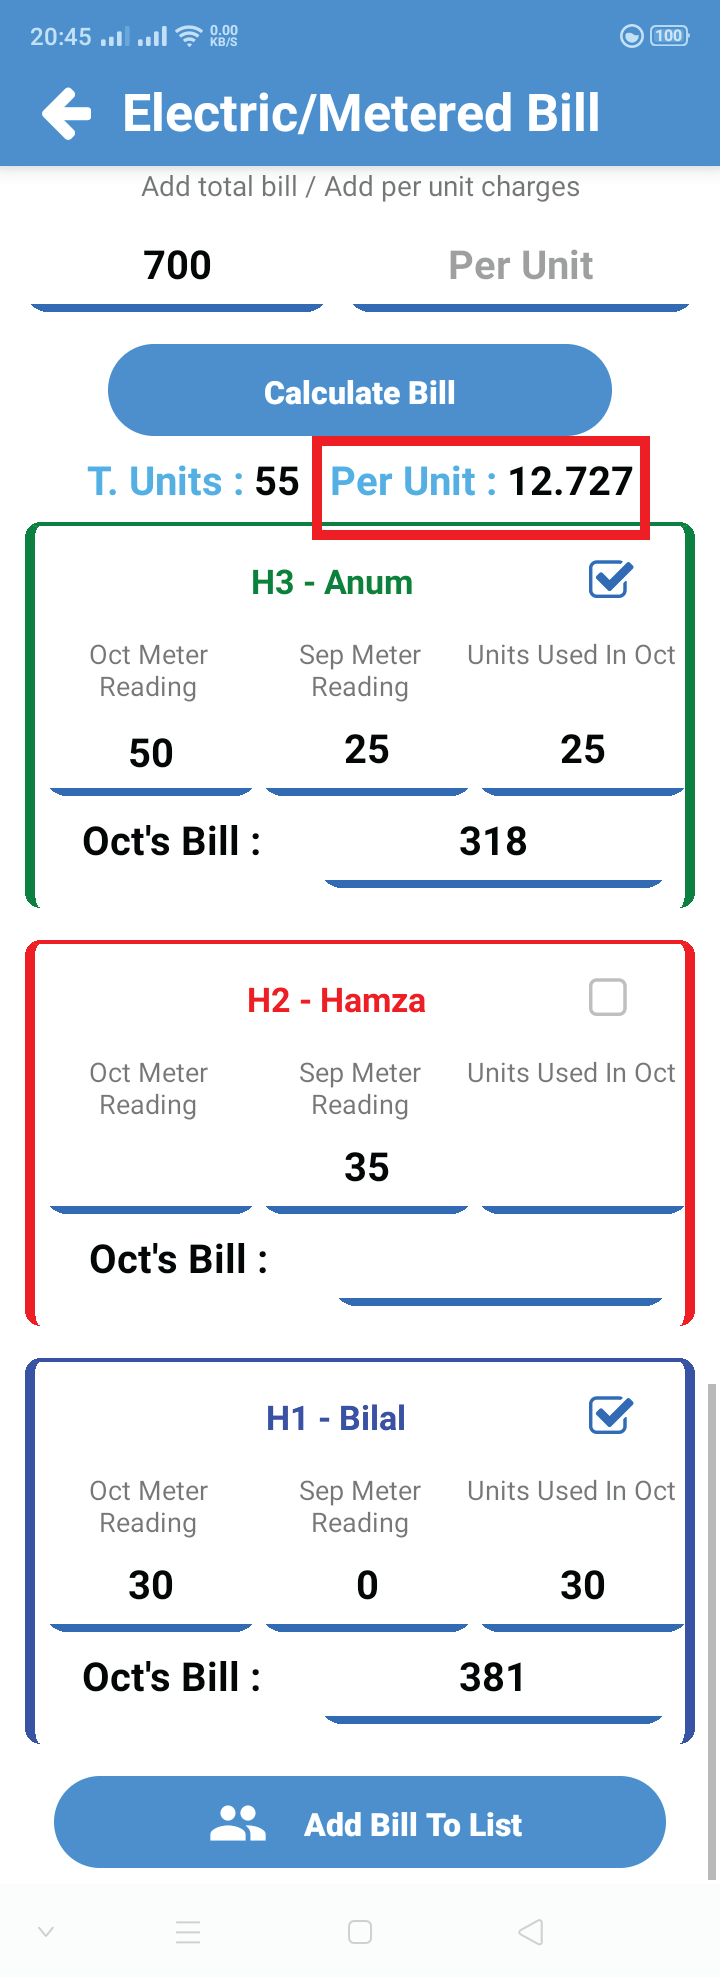 20:45 0.00 KB/S 100
Electric/Metered Bill
Add total bill / Add per unit charges
700 Per Unit
Calculate Bill
T. Units : 55 Per Unit : 12.727
H3 - Anum
Oct Meter Reading Sep Meter Reading Units Used In Oct
50 25 25
Oct's Bill : 318
H2 - Hamza
Oct Meter Reading Sep Meter Reading Units Used In Oct
35
Oct's Bill :
H1 - Bilal
Oct Meter Reading Sep Meter Reading Units Used In Oct
30 0 30
Oct's Bill : 381
Add Bill To List